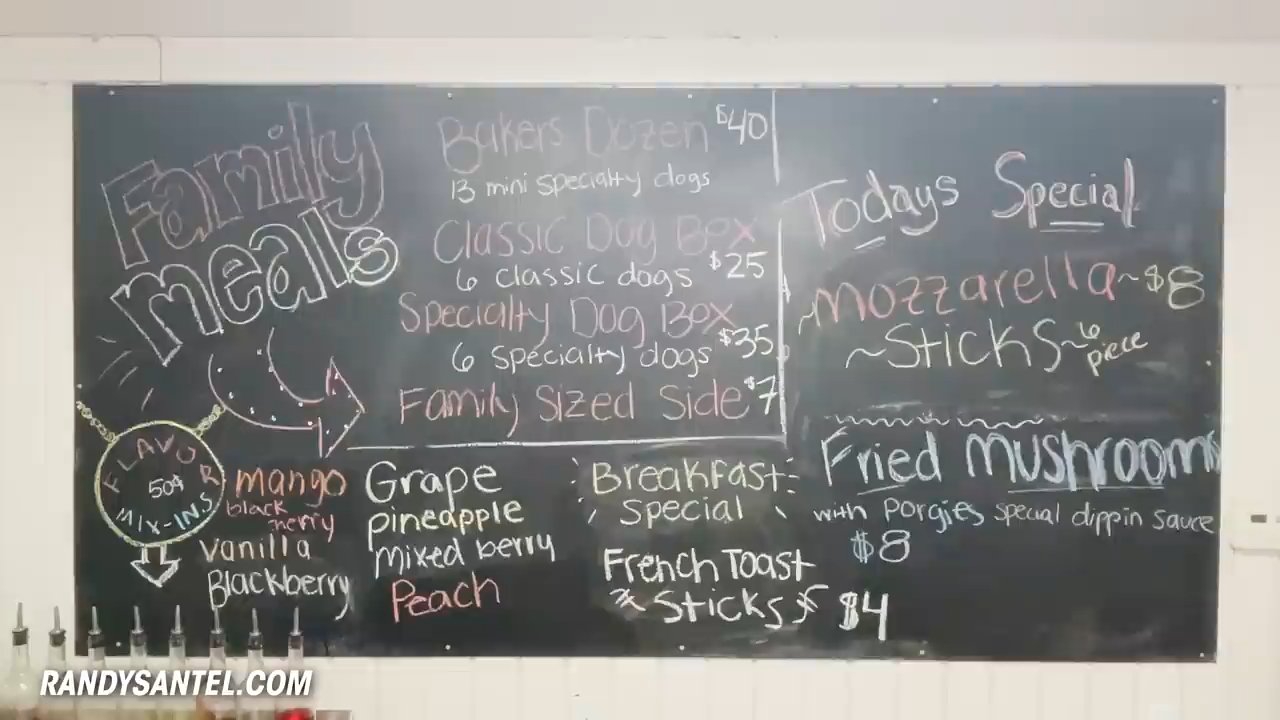 Family
meals
Bakers Dozen $40
13 mini specialty dogs
Classic Dog Box
6 classic dogs $25
Specialty Dog Box
6 specialty dogs $35
Family Sized Side $7
Todays Special
~mozzarella~$8
~Sticks~6 piece
Fried mushrooms
with porgies special dippin sauce
$8
FLAVOR
50¢
MIX-INS
mango
black
cherry
vanilla
Blackberry
Grape
pineapple
mixed berry
Peach
Breakfast
special
French Toast
Sticks $4
RANDYSANTEL.COM